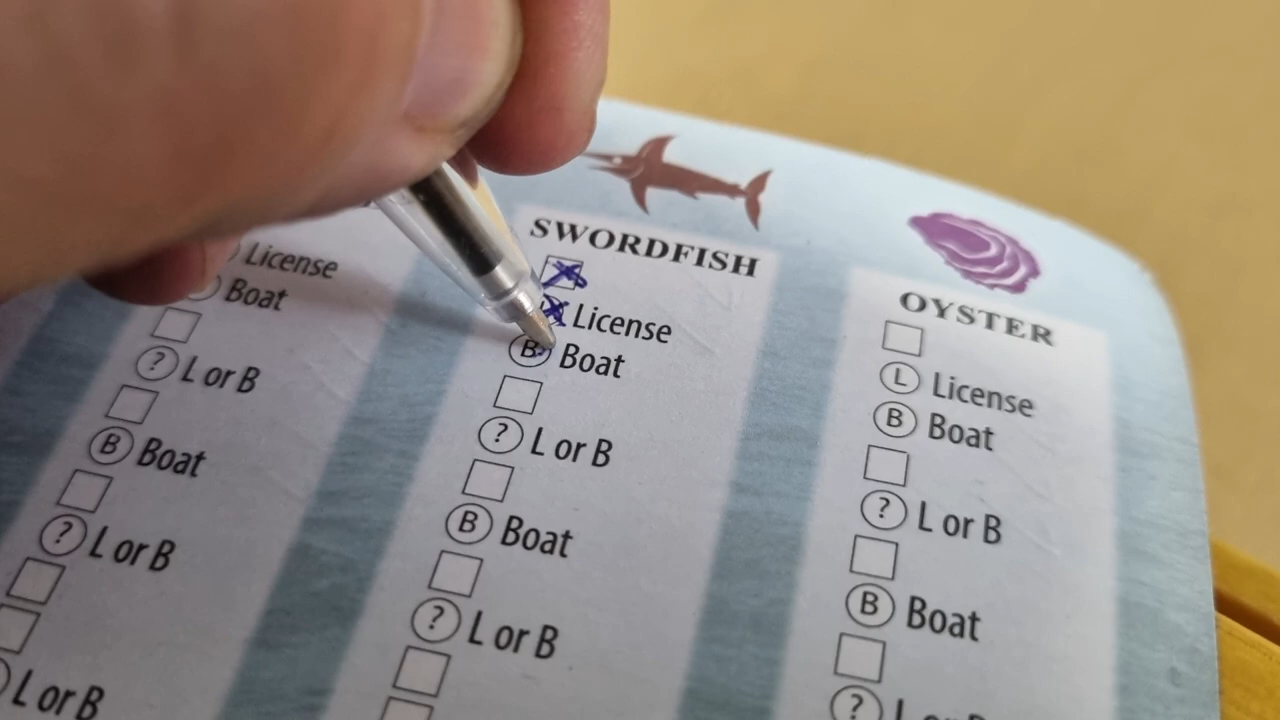 License
Boat
? L or B
B Boat
? L or B
L or B
SWORDFISH
License
B Boat
? L or B
B Boat
? L or B
OYSTER
L License
B Boat
? L or B
B Boat
?